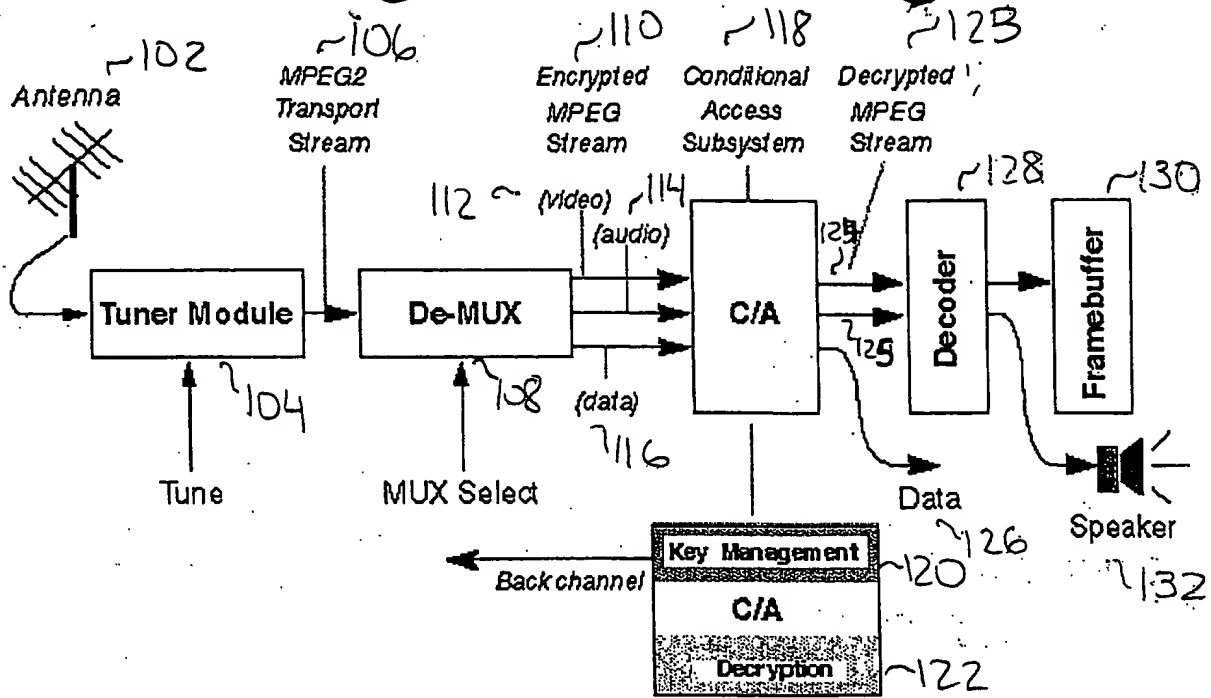 102
Antenna
106
MPEG2
Transport
Stream
110
Encrypted
MPEG
Stream
118
Conditional
Access
Subsystem
123
Decrypted
MPEG
Stream
112
(video)
114
(audio)
124
128
130
Tuner Module
De-MUX
C/A
Decoder
Framebuffer
125
104
108
(data)
116
Tune
MUX Select
Data
126
Speaker
132
Key Management
120
Back channel
C/A
Decryption
122